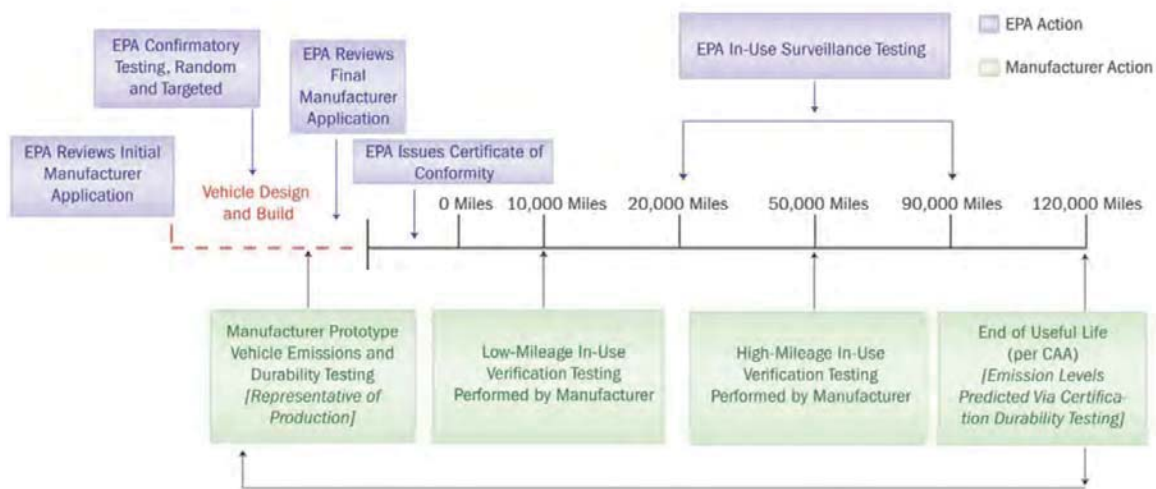 EPA Confirmatory
Testing, Random
and Targeted
EPA Reviews
Final
Manufacturer
Application
EPA In-Use Surveillance Testing
EPA Action
Manufacturer Action
EPA Reviews Initial
Manufacturer
Application
Vehicle Design
and Build
EPA Issues Certificate of
Conformity
0 Miles
10,000 Miles
20,000 Miles
50,000 Miles
90,000 Miles
120,000 Miles
Manufacturer Prototype
Vehicle Emissions and
Durability Testing
[Representative of
Production]
Low-Mileage In-Use
Verification Testing
Performed by Manufacturer
High-Mileage In-Use
Verification Testing
Performed by Manufacturer
End of Useful Life
(per CAA)
[Emission Levels
Predicted Via Certifica-
tion Durability Testing]